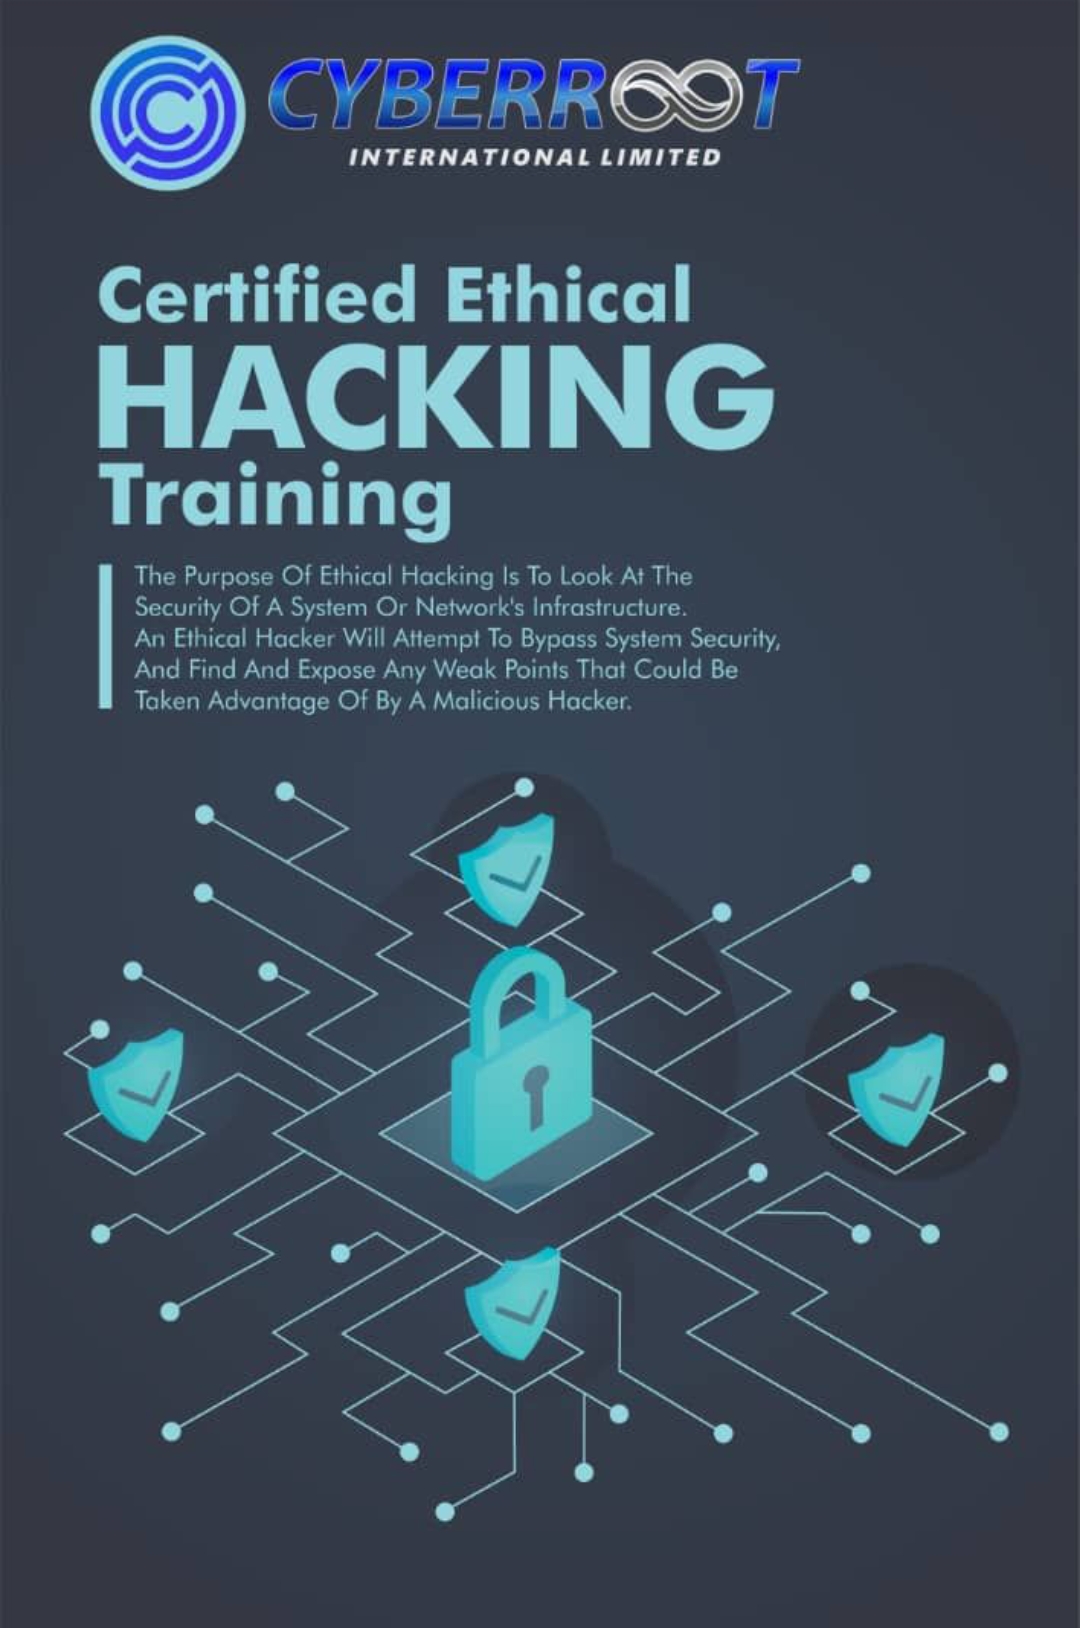 CYBERROOT
INTERNATIONAL LIMITED
Certified Ethical
HACKING
Training
The Purpose Of Ethical Hacking Is To Look At The
Security Of A System Or Network's Infrastructure.
An Ethical Hacker Will Attempt To Bypass System Security,
And Find And Expose Any Weak Points That Could Be
Taken Advantage Of By A Malicious Hacker.